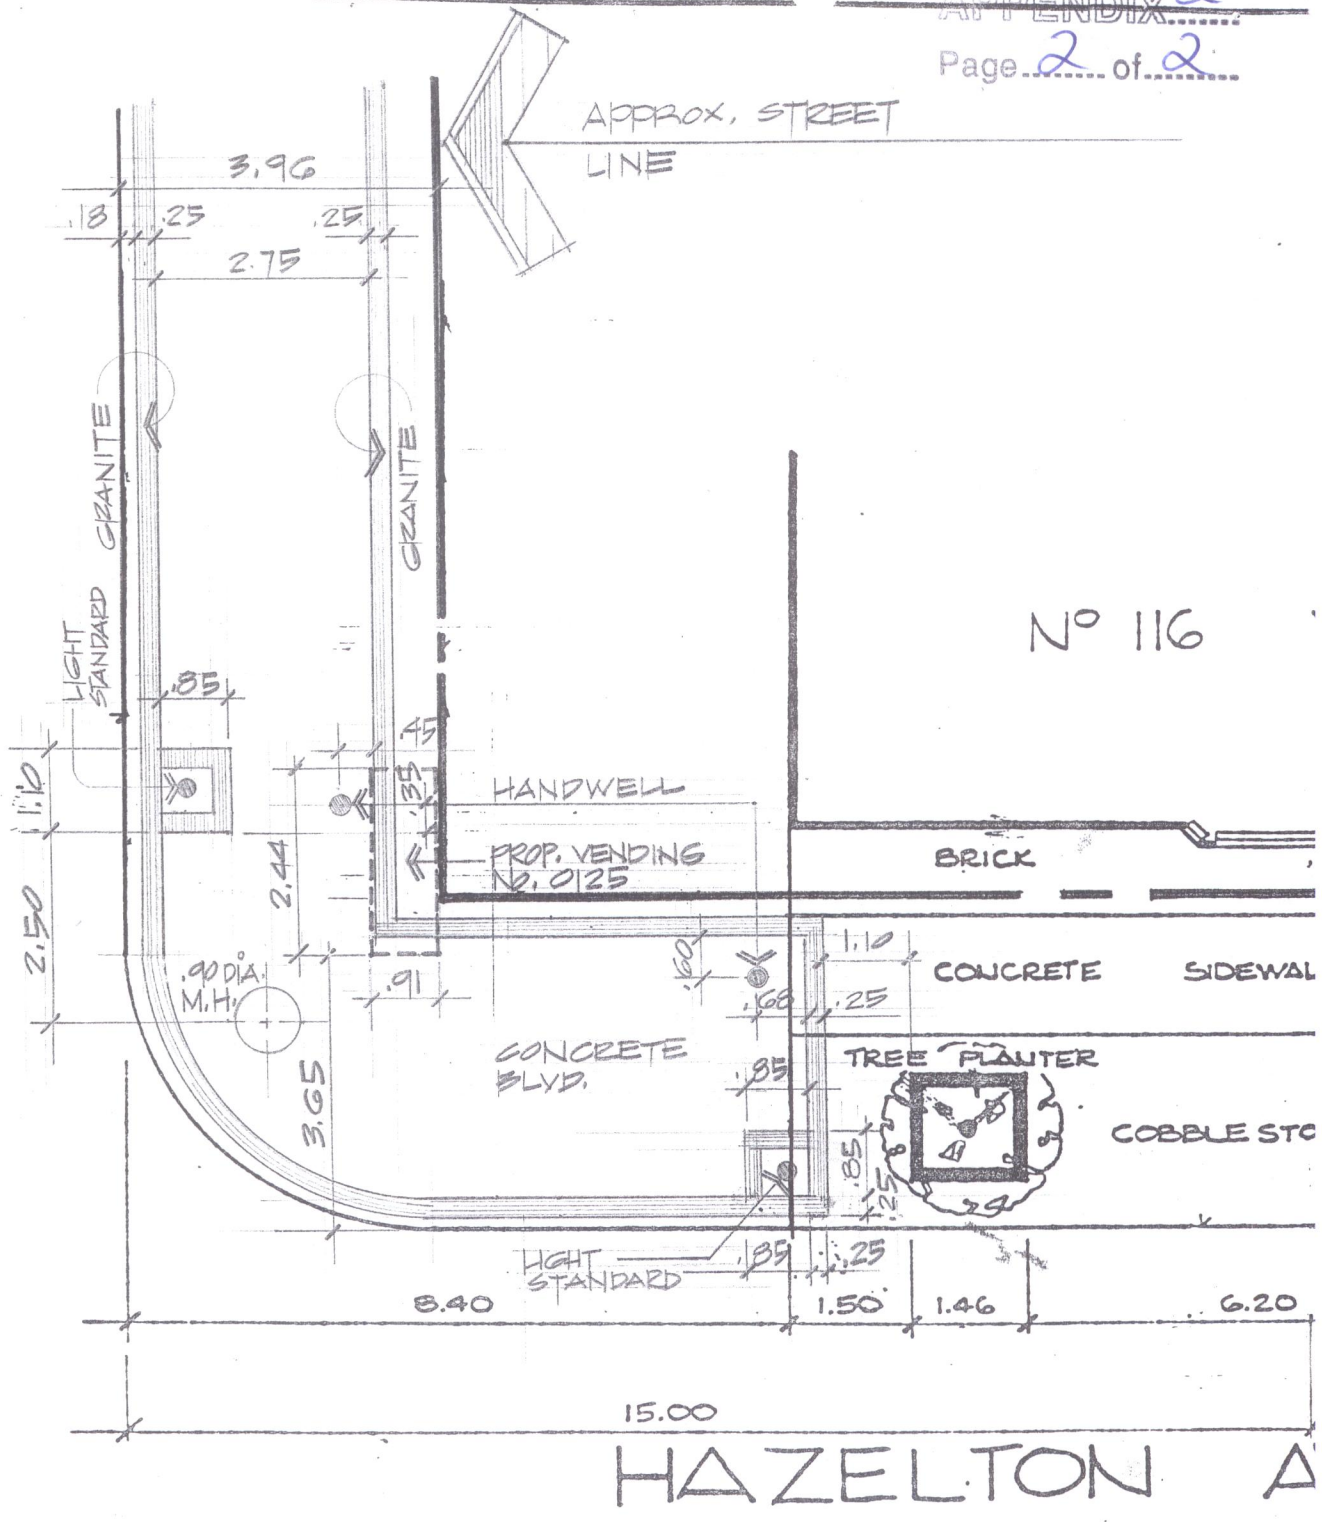 APPENDIX
Page 2 of 2
APPROX. STREET
LINE
3.96
.18
.25
.25
2.75
GRANITE
GRANITE
LIGHT
STANDARD
.85
.45
.35
1.10
HANDWELL
2.44
PROP. VENDING
No. 0125
2.50
.90 DIA.
M.H.
.91
3.65
CONCRETE
BLVD.
.60
.68
.25
1.10
.85
.85
.25
LIGHT
STANDARD
.85
.25
No 116
BRICK
CONCRETE SIDEWAL
TREE PLANTER
COBBLE STO
8.40
1.50
1.46
6.20
15.00
HAZELTON A